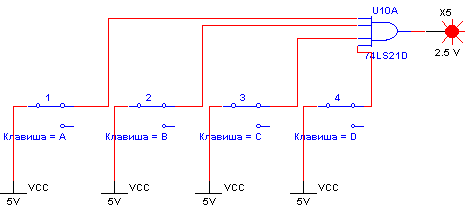 U10A
X5
74LS21D
2.5 V
1
2
3
4
Клавиша = A
Клавиша = B
Клавиша = C
Клавиша = D
VCC
VCC
VCC
VCC
5V
5V
5V
5V